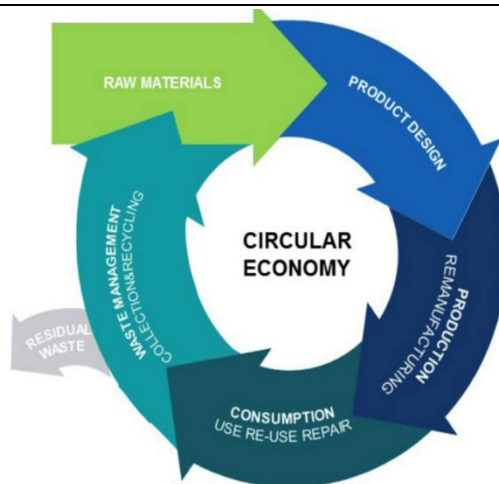 RAW MATERIALS
PRODUCT DESIGN
CIRCULAR
ECONOMY
PRODUCTION
REMANUFACTURING
CONSUMPTION
USE RE-USE REPAIR
WASTE MANAGEMENT
COLLECTION&RECYCLING
RESIDUAL
WASTE